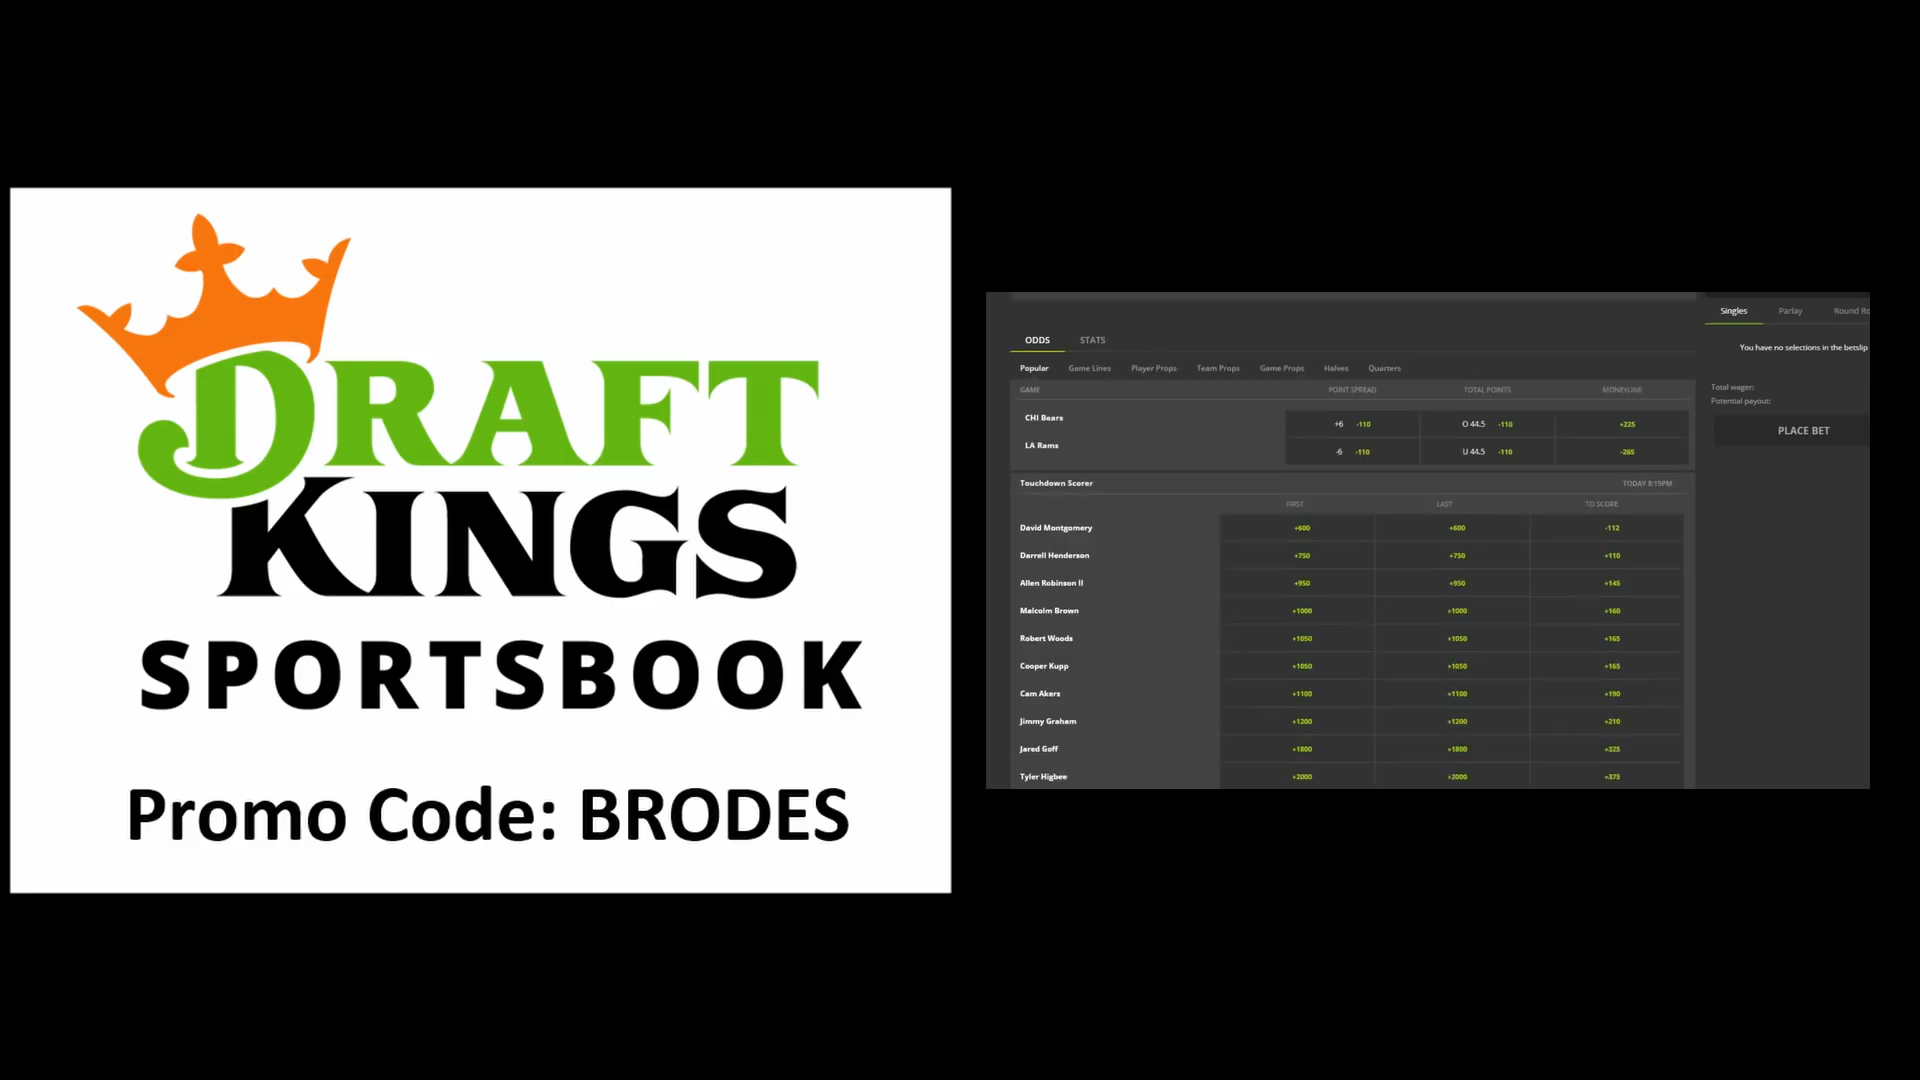 DRAFT
KINGS
SPORTSBOOK
Promo Code: BRODES
Singles Parlay Round Ro
You have no selections in the betslip
Total wager:
Potential payout:
PLACE BET
ODDS STATS
Popular Game Lines Player Props Team Props Game Props Halves Quarters
GAME POINT SPREAD TOTAL POINTS MONEYLINE
CHI Bears +6 -110 O 44.5 -110 +225
LA Rams -6 -110 U 44.5 -110 -265
Touchdown Scorer TODAY 8:15PM
FIRST LAST TO SCORE
David Montgomery +600 +600 -112
Darrell Henderson +750 +750 +110
Allen Robinson II +950 +950 +145
Malcolm Brown +1000 +1000 +160
Robert Woods +1050 +1050 +165
Cooper Kupp +1050 +1050 +165
Cam Akers +1100 +1100 +190
Jimmy Graham +1200 +1200 +210
Jared Goff +1800 +1800 +325
Tyler Higbee +2000 +2000 +375